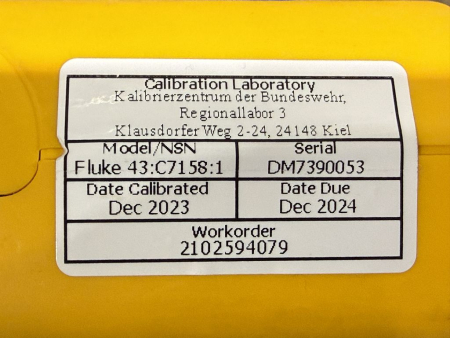 Calibration Laboratory
Kalibrierzentrum der Bundeswehr,
Regionallabor 3
Klausdorfer Weg 2-24, 24148 Kiel
Model/NSN Serial
Fluke 43:C7158:1 DM7390053
Date Calibrated Date Due
Dec 2023 Dec 2024
Workorder
2102594079